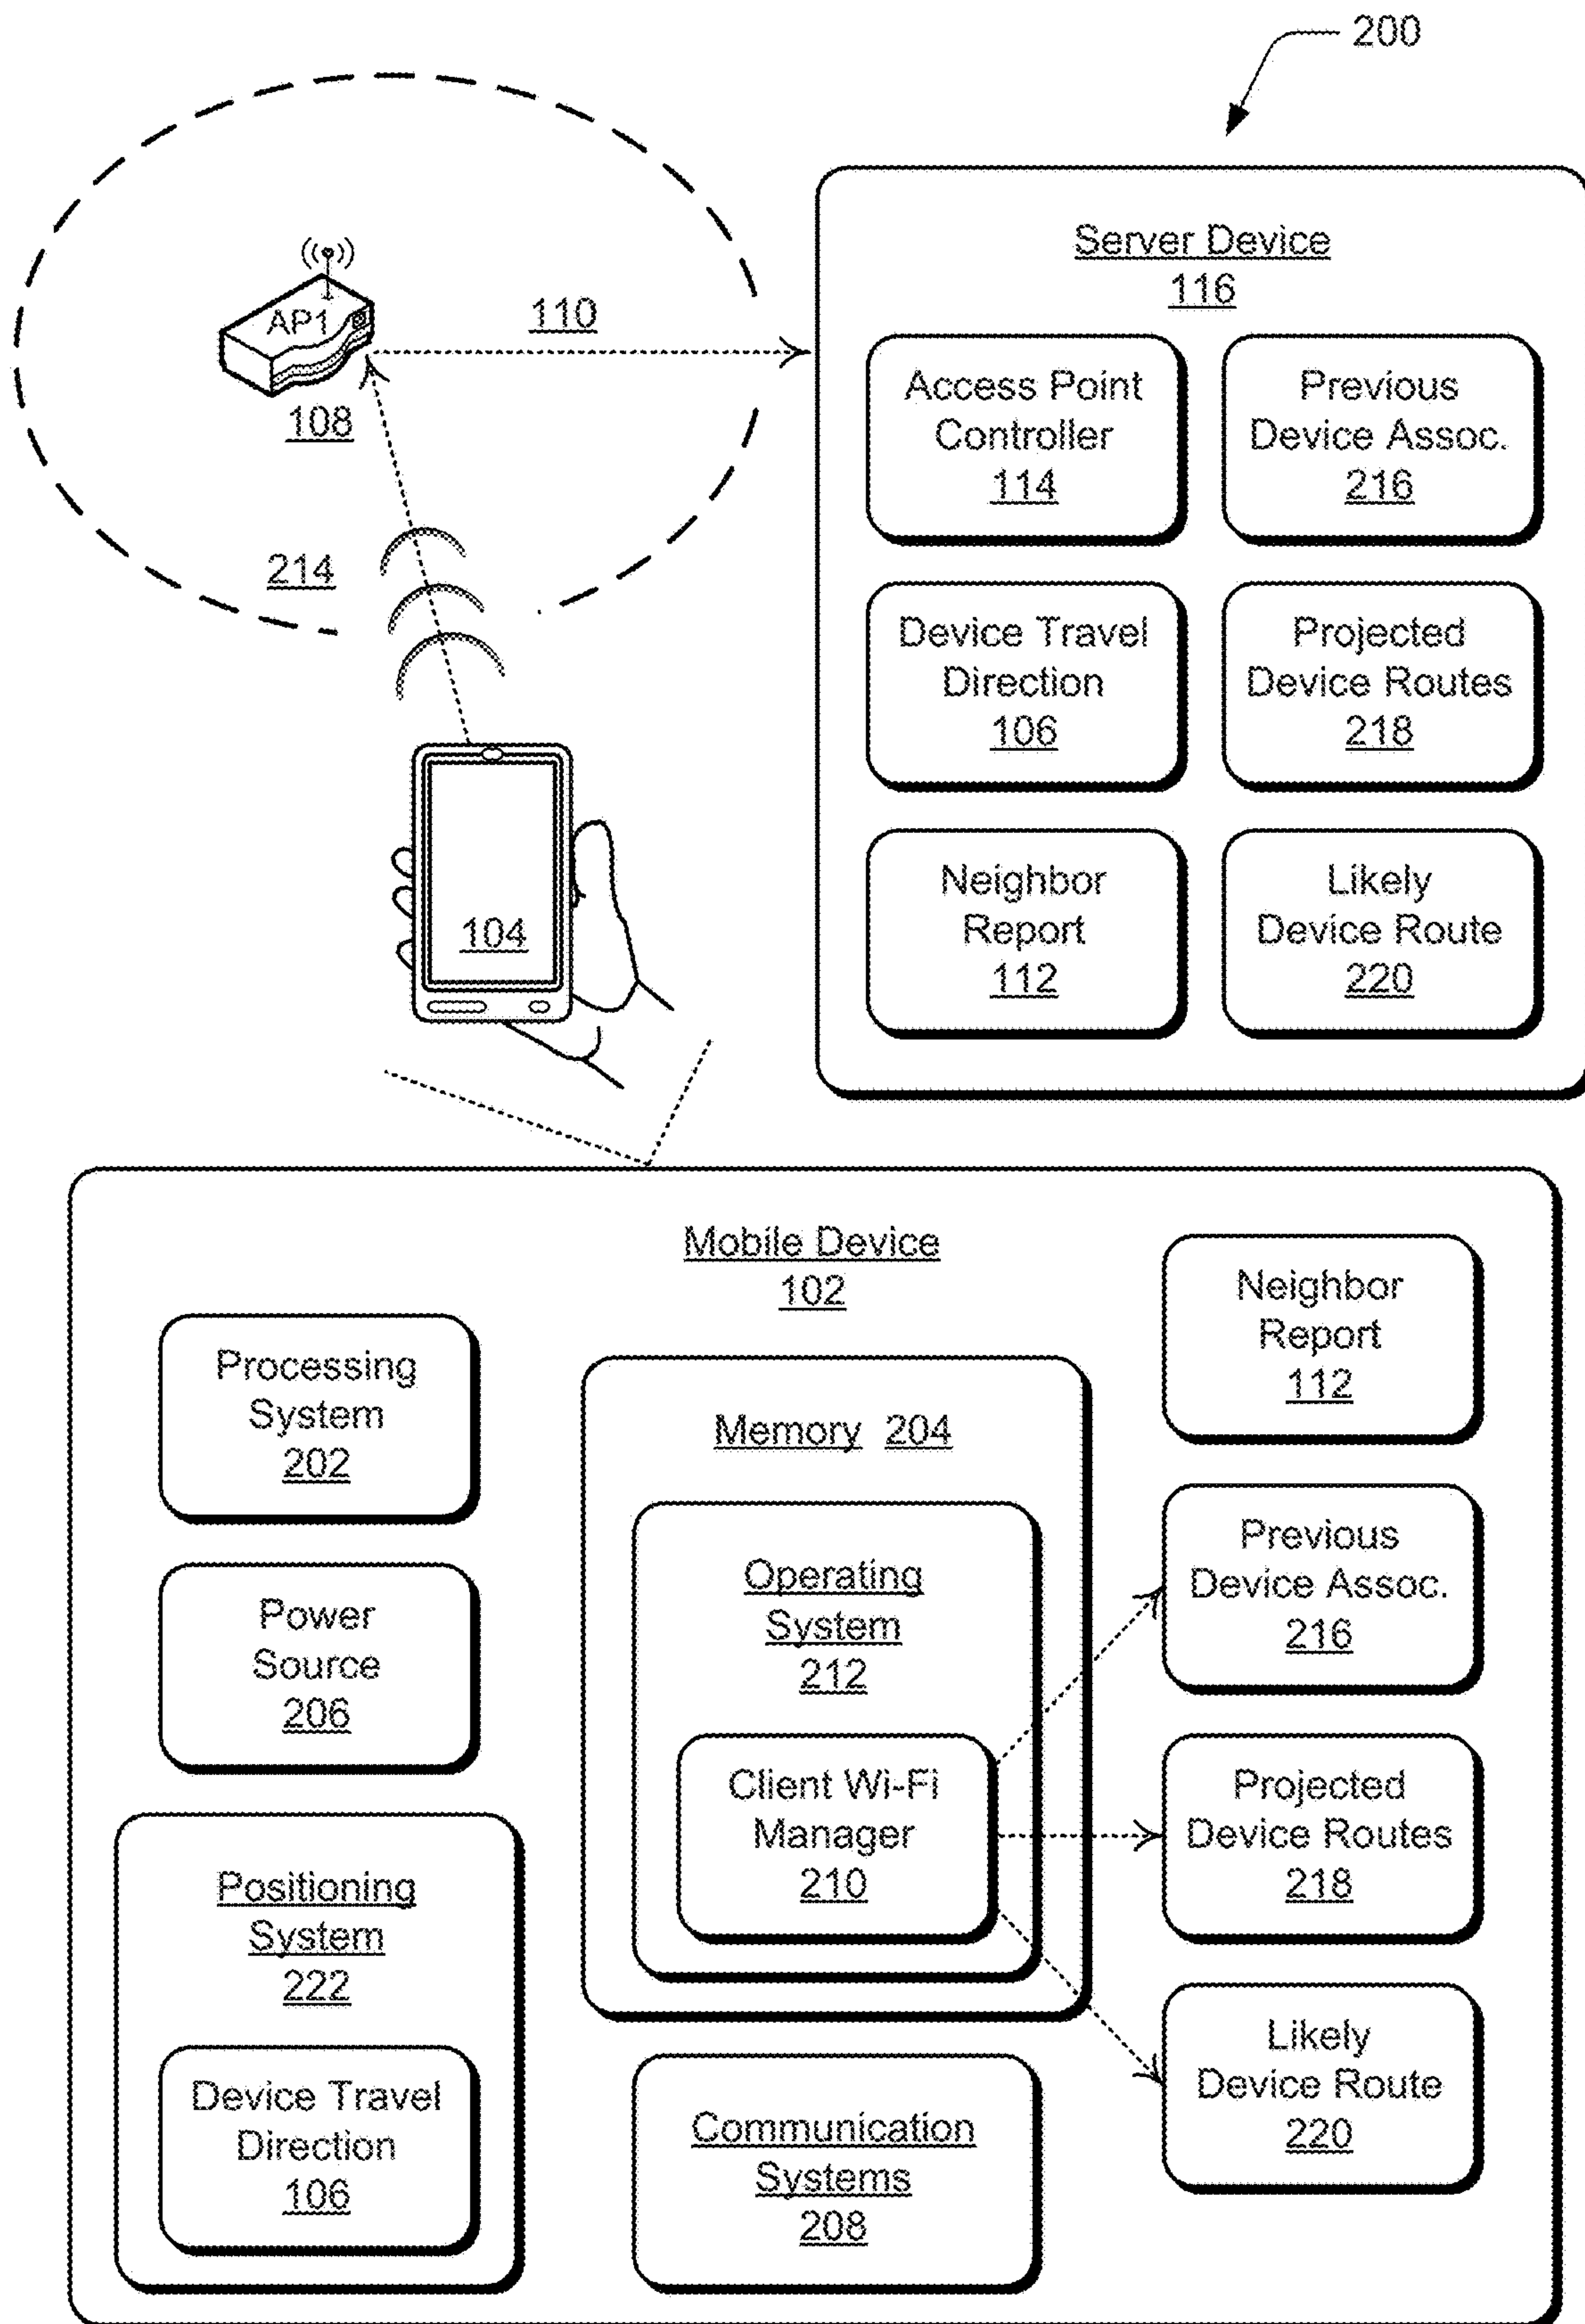 200
AP1
108
110
214
104
Server Device
116
Access Point
Controller
114
Previous
Device Assoc.
216
Device Travel
Direction
106
Projected
Device Routes
218
Neighbor
Report
112
Likely
Device Route
220
Mobile Device
102
Processing
System
202
Power
Source
206
Positioning
System
222
Device Travel
Direction
106
Memory 204
Operating
System
212
Client Wi-Fi
Manager
210
Communication
Systems
208
Neighbor
Report
112
Previous
Device Assoc.
216
Projected
Device Routes
218
Likely
Device Route
220